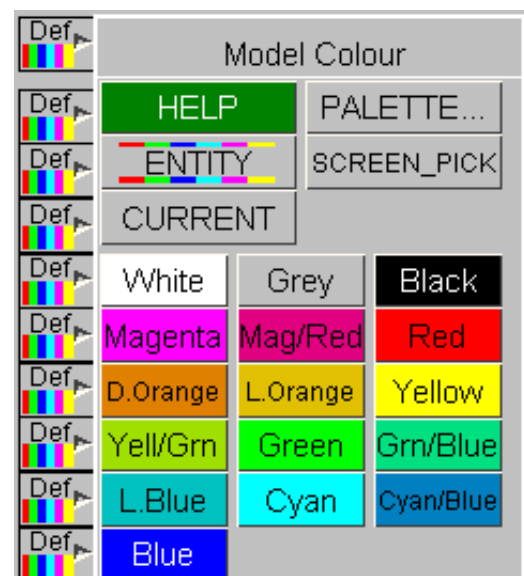 Def Model Colour
Def HELP PALETTE...
Def ENTITY SCREEN_PICK
Def CURRENT
Def White Grey Black
Def Magenta Mag/Red Red
Def D.Orange L.Orange Yellow
Def Yell/Grn Green Grn/Blue
Def L.Blue Cyan Cyan/Blue
Def Blue